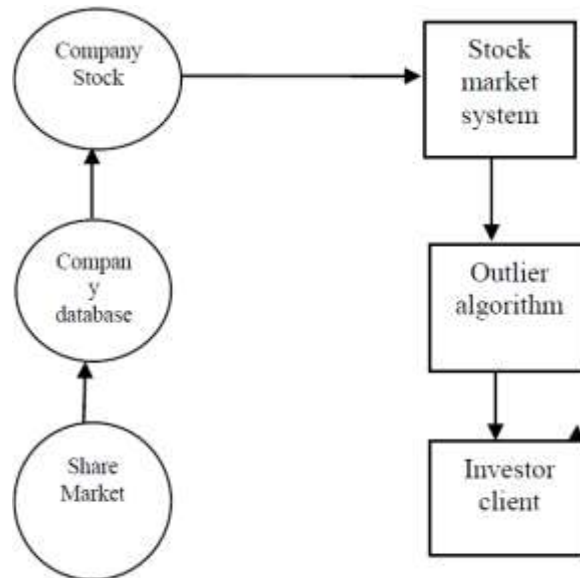 Company
Stock
Stock
market
system
Compan
y
database
Outlier
algorithm
Share
Market
Investor
client